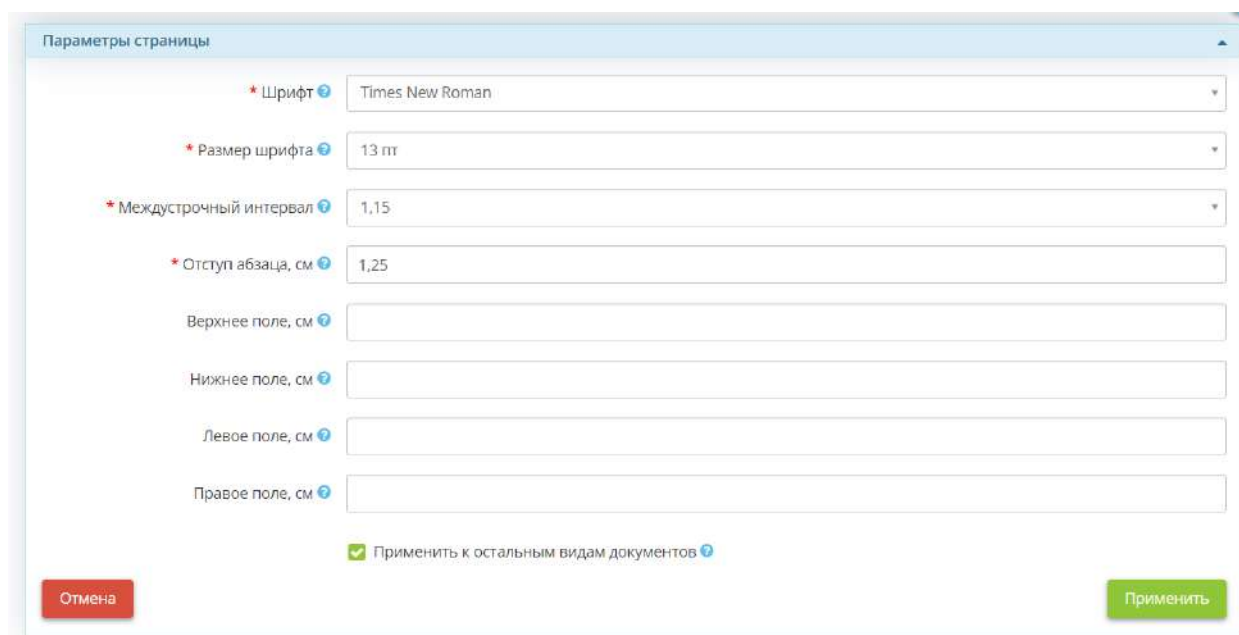 Параметры страницы
* Шрифт ? Times New Roman
* Размер шрифта ? 13 пт
* Междустрочный интервал ? 1,15
* Отступ абзаца, см ? 1,25
Верхнее поле, см ?
Нижнее поле, см ?
Левое поле, см ?
Правое поле, см ?
Применить к остальным видам документов ?
Отмена Применить